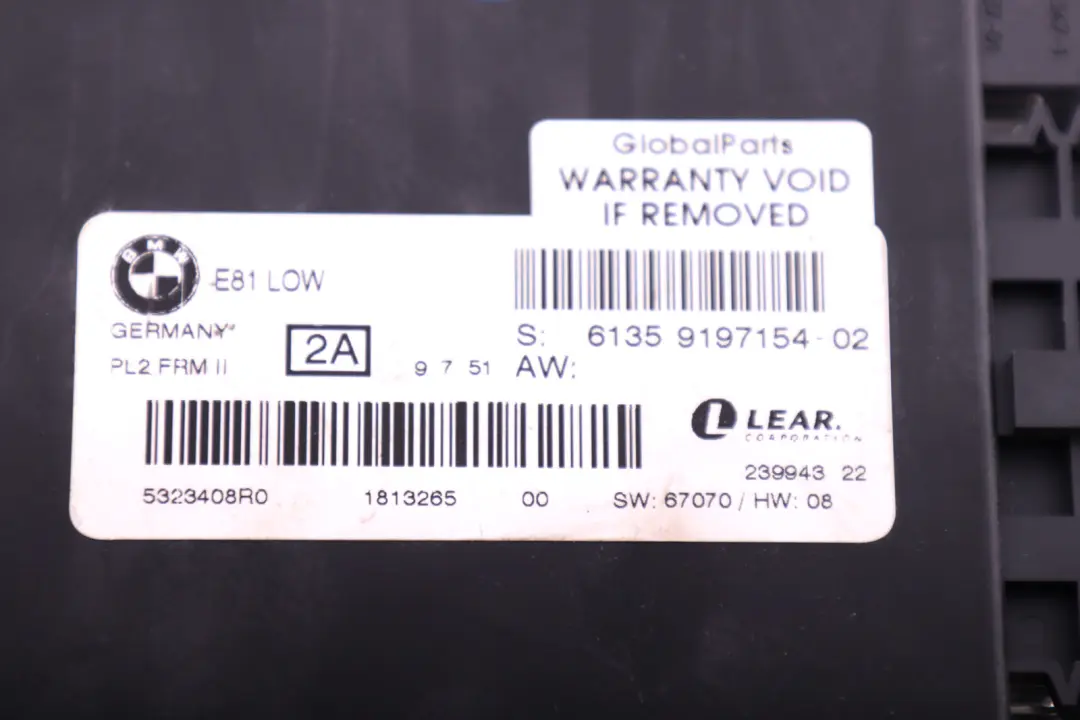 GlobalParts
WARRANTY VOID
IF REMOVED
BMW
E81 LOW
GERMANY
PL2 FRM II
2A
9 7 51
S: 6135 9197154-02
AW:
LEAR.
CORPORATION
239943 22
5323408R0 1813265 00 SW: 67070 / HW: 08